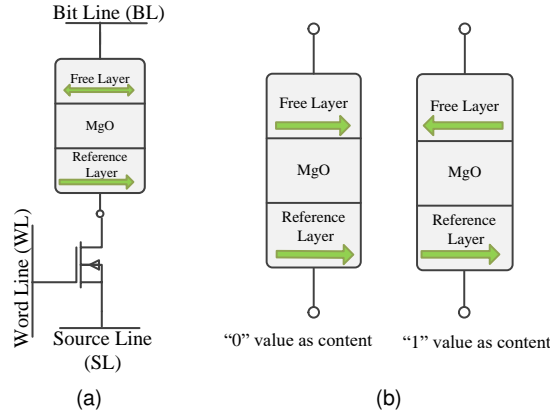 Bit Line (BL)
Free Layer
MgO
Reference
Layer
Word Line (WL)
Source Line
(SL)
(a)
Free Layer
MgO
Reference
Layer
"0" value as content
Free Layer
MgO
Reference
Layer
"1" value as content
(b)